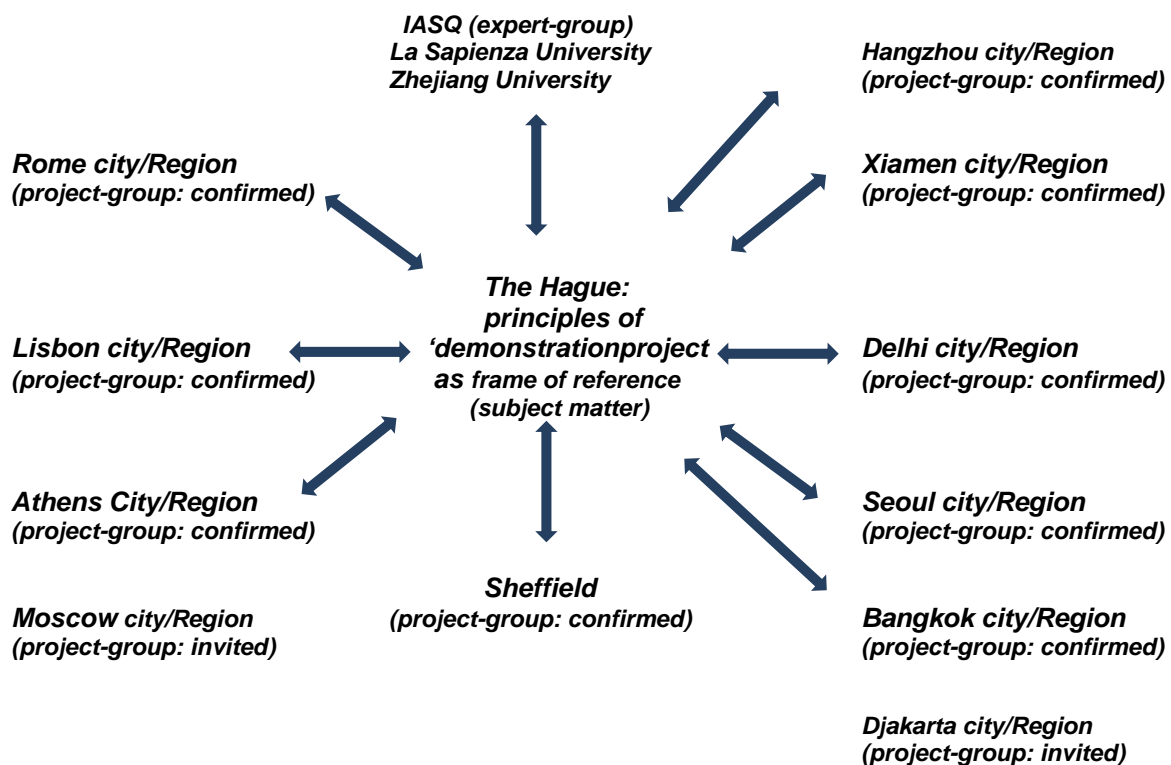 IASQ (expert-group)
La Sapienza University
Zhejiang University
Hangzhou city/Region
(project-group: confirmed)
Rome city/Region
(project-group: confirmed)
Xiamen city/Region
(project-group: confirmed)
The Hague:
principles of
‘demonstrationproject
as frame of reference
(subject matter)
Lisbon city/Region
(project-group: confirmed)
Delhi city/Region
(project-group: confirmed)
Athens City/Region
(project-group: confirmed)
Seoul city/Region
(project-group: confirmed)
Sheffield
(project-group: confirmed)
Moscow city/Region
(project-group: invited)
Bangkok city/Region
(project-group: confirmed)
Djakarta city/Region
(project-group: invited)